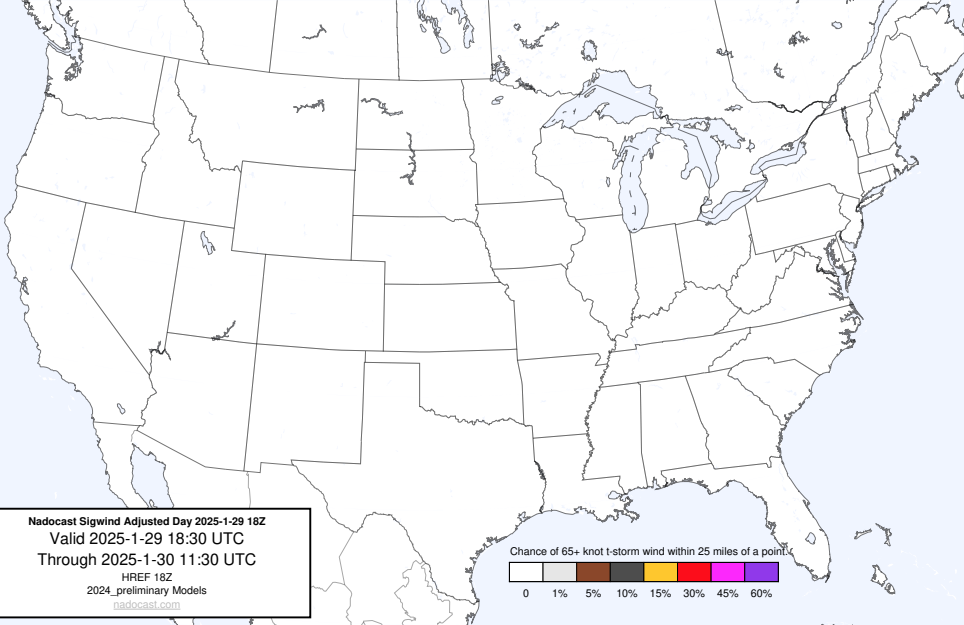 Nadocast Sigwind Adjusted Day 2025-1-29 18Z
Valid 2025-1-29 18:30 UTC
Through 2025-1-30 11:30 UTC
HREF 18Z
2024_preliminary Models
nadocast.com
Chance of 65+ knot t-storm wind within 25 miles of a point.
0 1% 5% 10% 15% 30% 45% 60%